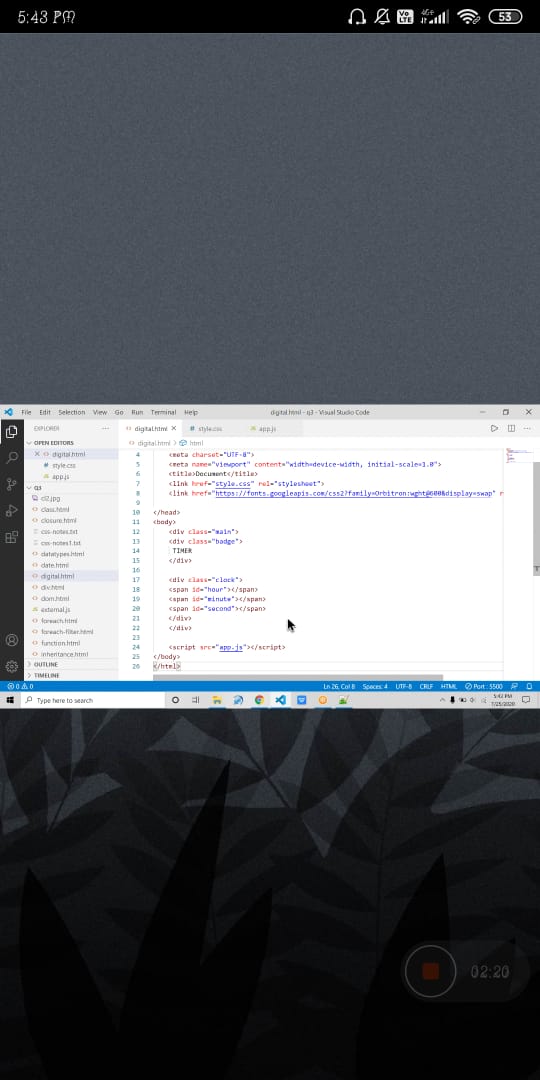 5:43 PM
Vo LTE
4G+
53
File Edit Selection View Go Run Terminal Help
digital.html - q3 - Visual Studio Code
EXPLORER
OPEN EDITORS
digital.html
style.css
app.js
Q3
cl2.jpg
class.html
closure.html
css-notes.txt
css-notes1.txt
datatypes.html
date.html
digital.html
div.html
dom.html
external.js
foreach.html
foreach-filter.html
function.html
inheritance.html
OUTLINE
TIMELINE
digital.html style.css app.js
digital.html > html
4 <meta charset="UTF-8">
5 <meta name="viewport" content="width=device-width, initial-scale=1.0">
6 <title>Document</title>
7 <link href="style.css" rel="stylesheet">
8 <link href="https://fonts.googleapis.com/css2?family=Orbitron:wght@600&display=swap" r
9
10 </head>
11 <body>
12 <div class="main">
13 <div class="badge">
14 TIMER
15 </div>
16
17 <div class="clock">
18 <span id="hour"></span>
19 <span id="minute"></span>
20 <span id="second"></span>
21 </div>
22 </div>
23
24 <script src="app.js"></script>
25 </body>
26 </html>
0 0
Ln 26, Col 8 Spaces: 4 UTF-8 CRLF HTML Port : 5500
Type here to search
5:42 PM
7/25/2020
02:20